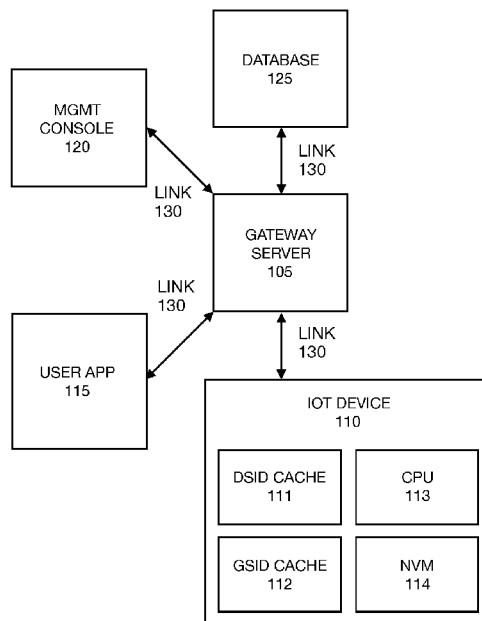 DATABASE
125
MGMT
CONSOLE
120
LINK
130
LINK
130
GATEWAY
SERVER
105
LINK
130
LINK
130
USER APP
115
IOT DEVICE
110
DSID CACHE
111
CPU
113
GSID CACHE
112
NVM
114